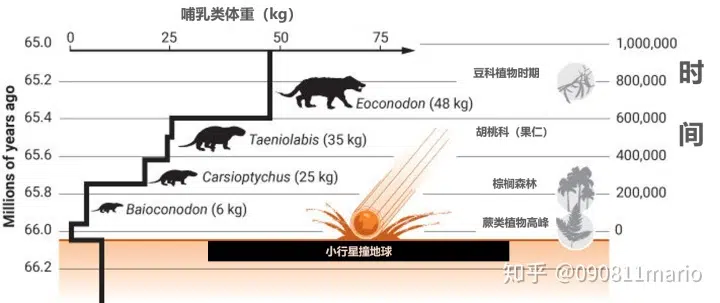 哺乳类体重（kg）
0 25 50 75
65.0 1,000,000
65.2 豆科植物时期 800,000
Eoconodon (48 kg)
65.4 600,000
Taeniolabis (35 kg) 胡桃科（果仁）
65.6 400,000
Carsioptychus (25 kg) 棕榈森林
65.8 200,000
Baioconodon (6 kg) 蕨类植物高峰
66.0 0
小行星撞地球
66.2
Millions of years ago
时间
知乎 @090811mario